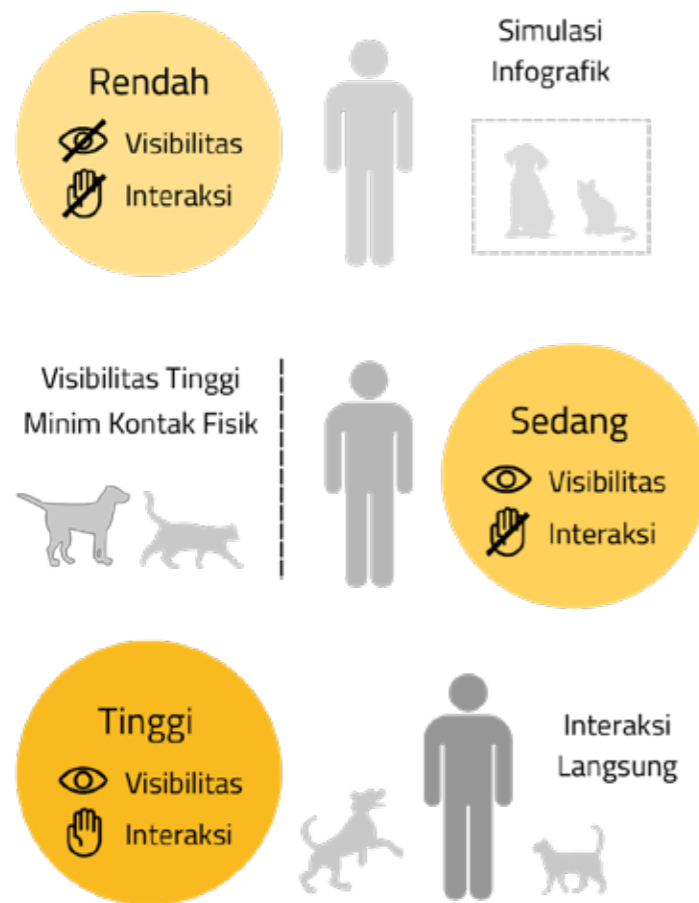 Rendah
Visibilitas
Interaksi
Simulasi
Infografik
Visibilitas Tinggi
Minim Kontak Fisik
Sedang
Visibilitas
Interaksi
Tinggi
Visibilitas
Interaksi
Interaksi
Langsung